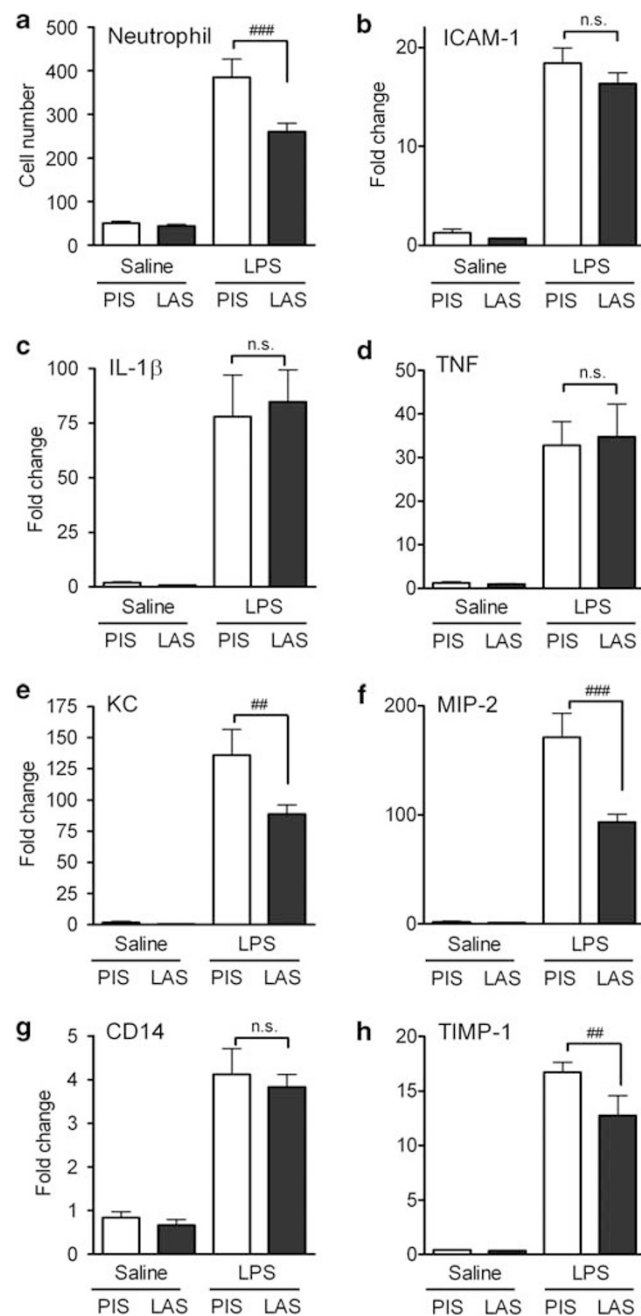 a
Neutrophil
###
Cell number
500
400
300
200
100
0
Saline
LPS
PIS LAS PIS LAS
b
ICAM-1
n.s.
Fold change
20
10
0
Saline
LPS
PIS LAS PIS LAS
c
IL-1β
n.s.
Fold change
100
75
50
25
0
Saline
LPS
PIS LAS PIS LAS
d
TNF
n.s.
50
40
30
20
10
0
Saline
LPS
PIS LAS PIS LAS
e
KC
##
Fold change
175
150
125
100
75
50
25
0
Saline
LPS
PIS LAS PIS LAS
f
MIP-2
###
200
100
0
Saline
LPS
PIS LAS PIS LAS
g
CD14
n.s.
Fold change
5
4
3
2
1
0
Saline
LPS
PIS LAS PIS LAS
h
TIMP-1
##
20
15
10
5
0
Saline
LPS
PIS LAS PIS LAS